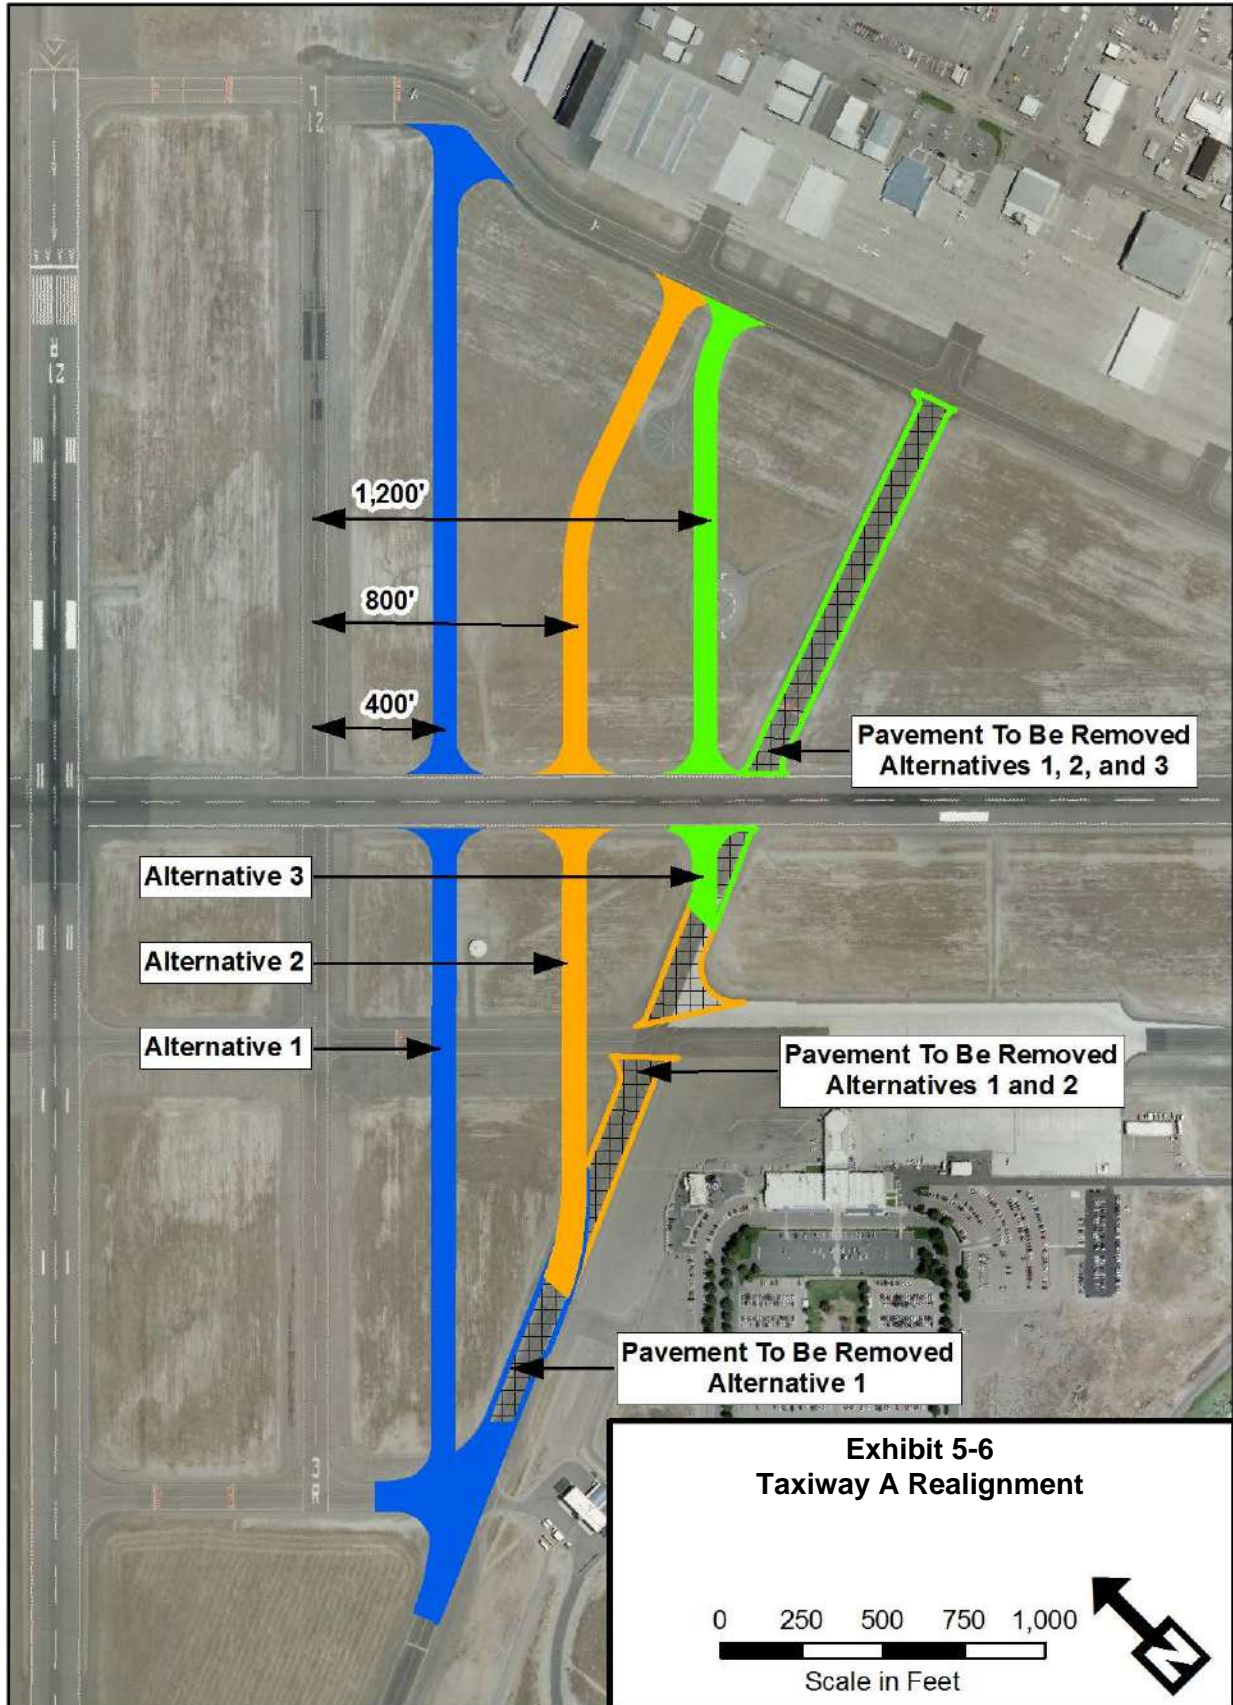 1,200'
800'
400'
Pavement To Be Removed
Alternatives 1, 2, and 3
Alternative 3
Alternative 2
Alternative 1
Pavement To Be Removed
Alternatives 1 and 2
Pavement To Be Removed
Alternative 1
Exhibit 5-6
Taxiway A Realignment
0 250 500 750 1,000
Scale in Feet
N